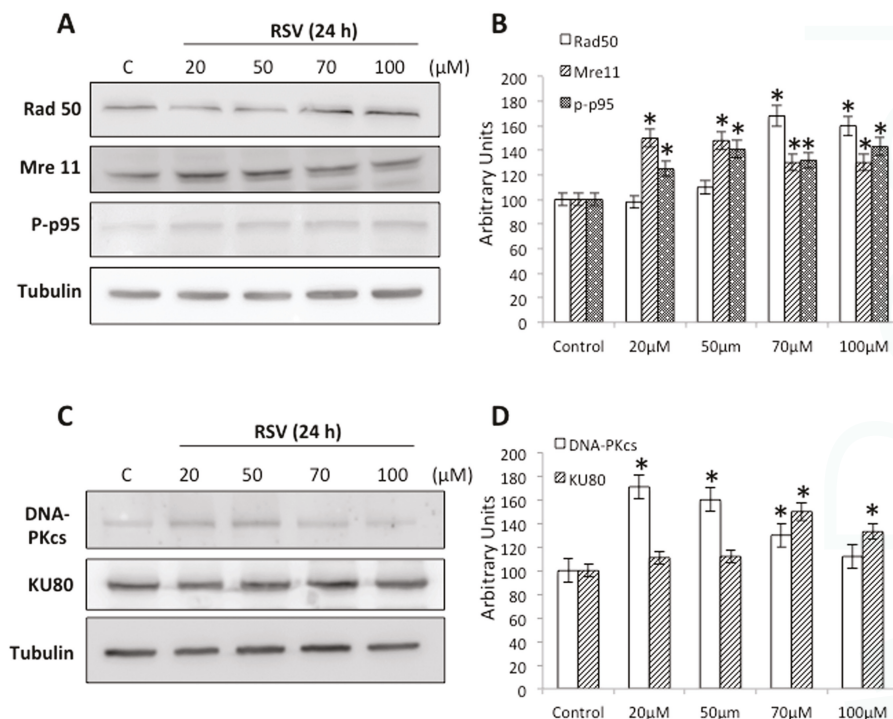 A
RSV (24 h)
C 20 50 70 100 (μM)
Rad 50
Mre 11
P-p95
Tubulin
B
Rad50
Mre11
p-p95
Arbitrary Units
200
180
160
140
120
100
80
60
40
20
0
* * * * * ** * * *
Control 20μM 50μm 70μM 100μM
C
RSV (24 h)
C 20 50 70 100 (μM)
DNA-
PKcs
KU80
Tubulin
D
DNA-PKcs
KU80
Arbitrary Units
200
180
160
140
120
100
80
60
40
20
0
* * * * *
Control 20μM 50μm 70μM 100μM